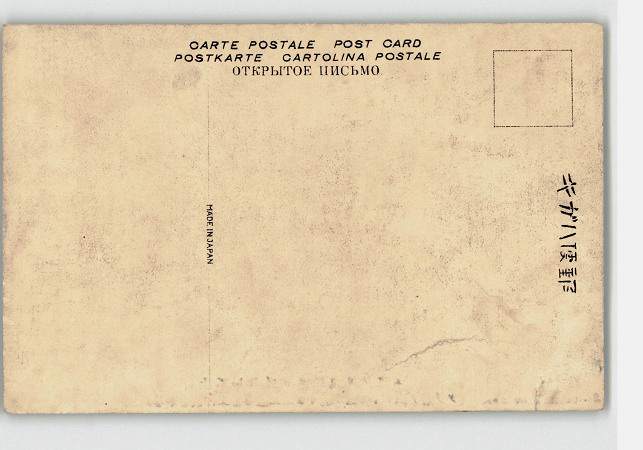 CARTE POSTALE POST CARD
POSTKARTE CARTOLINA POSTALE
ОТКРЫТОЕ ПИСЬМО
MADE IN JAPAN
キガハ便郵